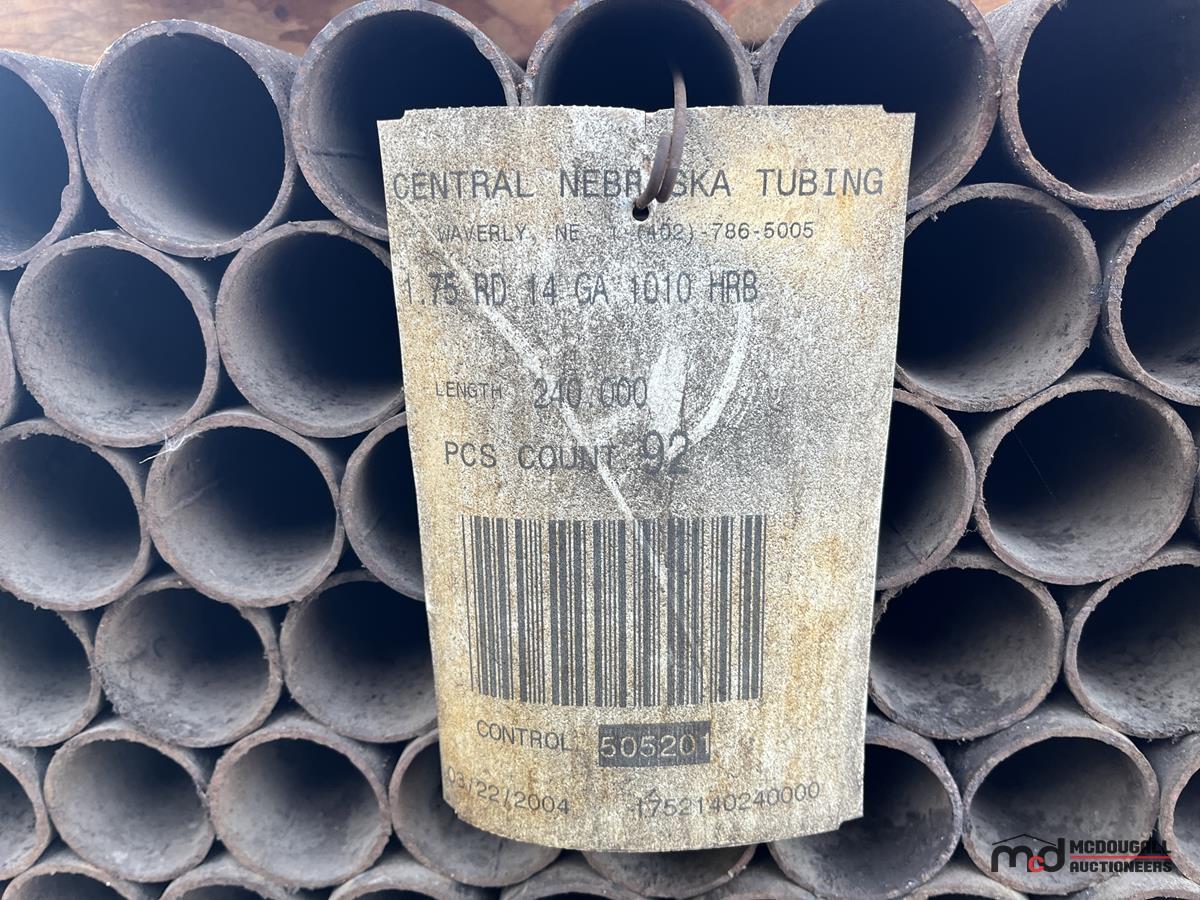 CENTRAL NEBRASKA TUBING
WAVERLY, NE (402)-786-5005
1.75 RD 14 GA 1010 HRB
LENGTH 240.000
PCS COUNT 92
CONTROL 505201
03/22/2004 1752140240000
mcd MCDOUGALL
AUCTIONEERS